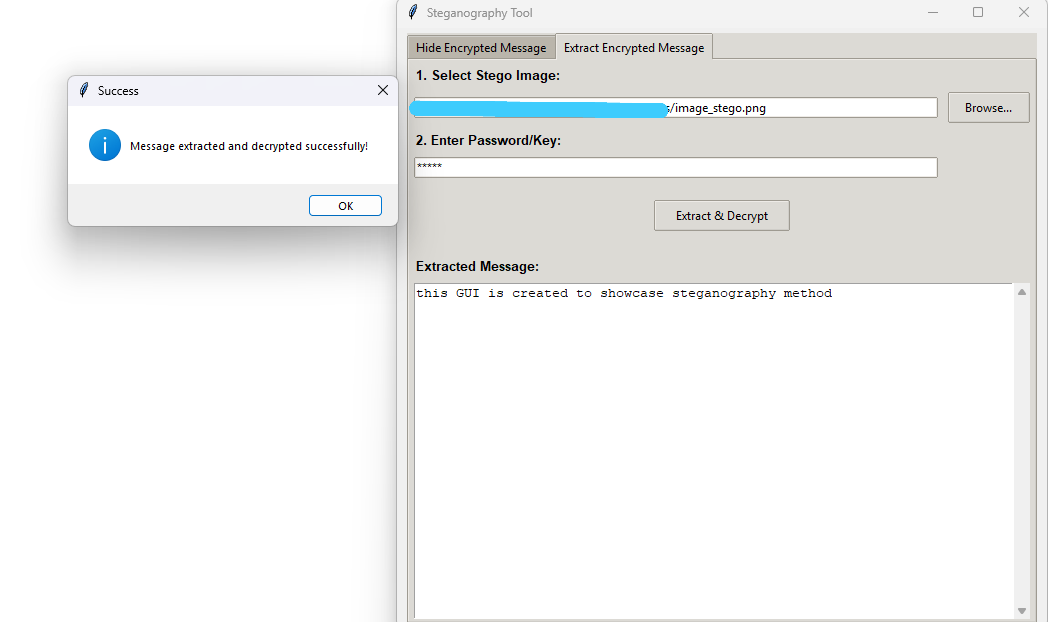 Steganography Tool
Hide Encrypted Message Extract Encrypted Message
Success
1. Select Stego Image:
/image_stego.png Browse...
Message extracted and decrypted successfully!
2. Enter Password/Key:
*****
OK
Extract & Decrypt
Extracted Message:
this GUI is created to showcase steganography method